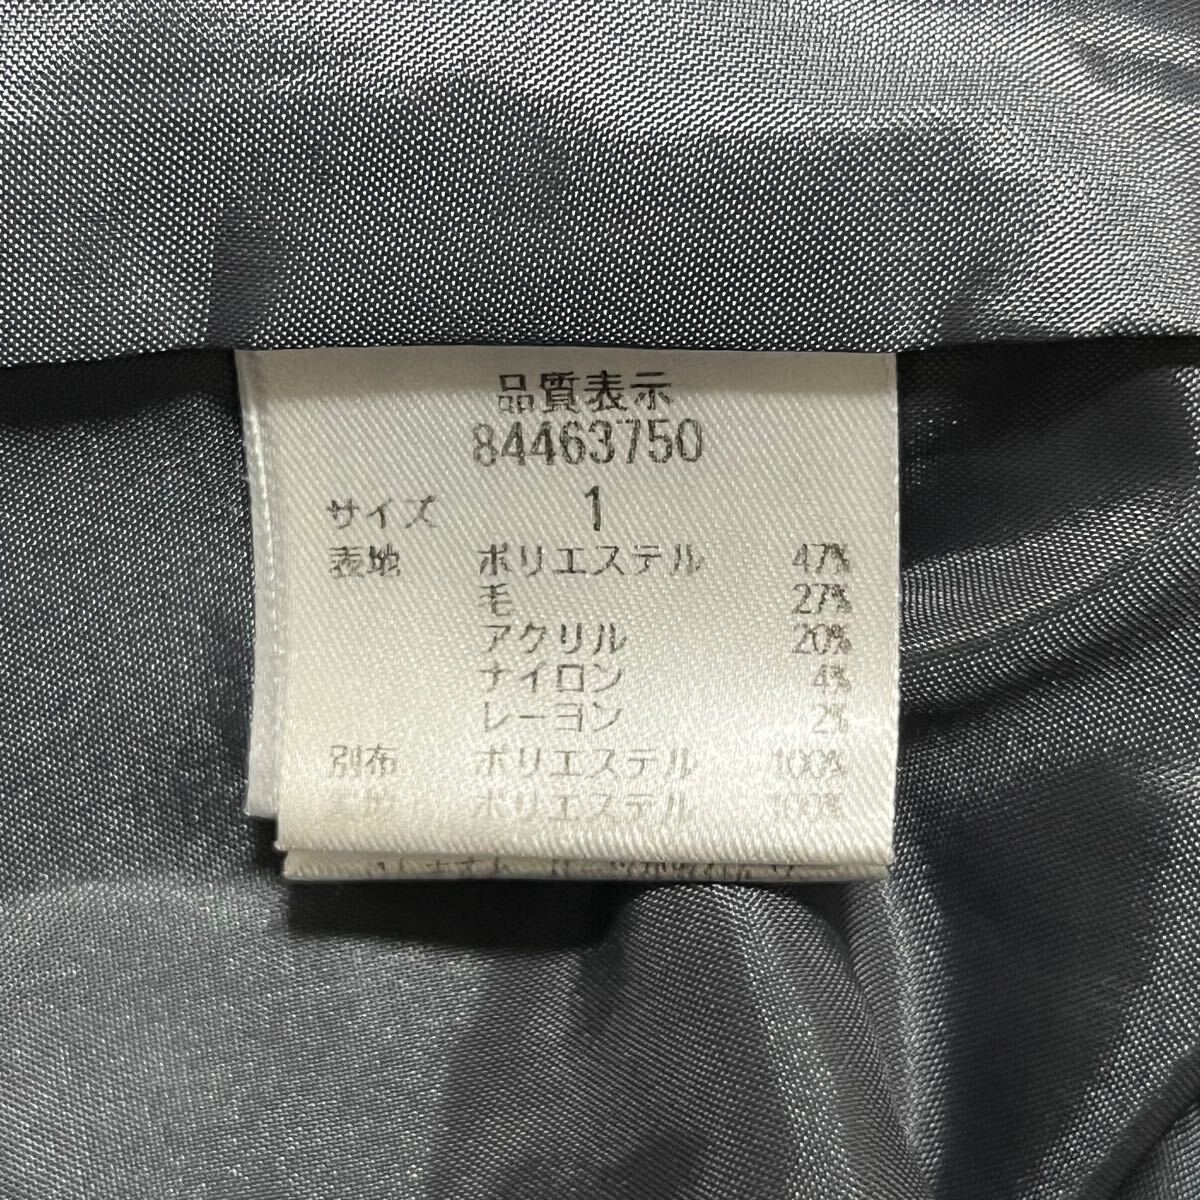 品質表示
84463750
サイズ 1
表地 ポリエステル 47%
毛 27%
アクリル 20%
ナイロン 4%
レーヨン 2%
別布 ポリエステル 100%
ポリエステル 100%